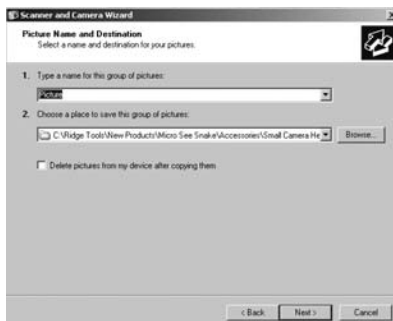 Scanner and Camera Wizard
Picture Name and Destination
Select a name and destination for your pictures.
1. Type a name for this group of pictures:
Picture
2. Choose a place to save this group of pictures:
C:\Ridge Tools\New Products\Micro See Snake\Accessories\Small Camera He
Browse...
Delete pictures from my device after copying them
< Back Next > Cancel